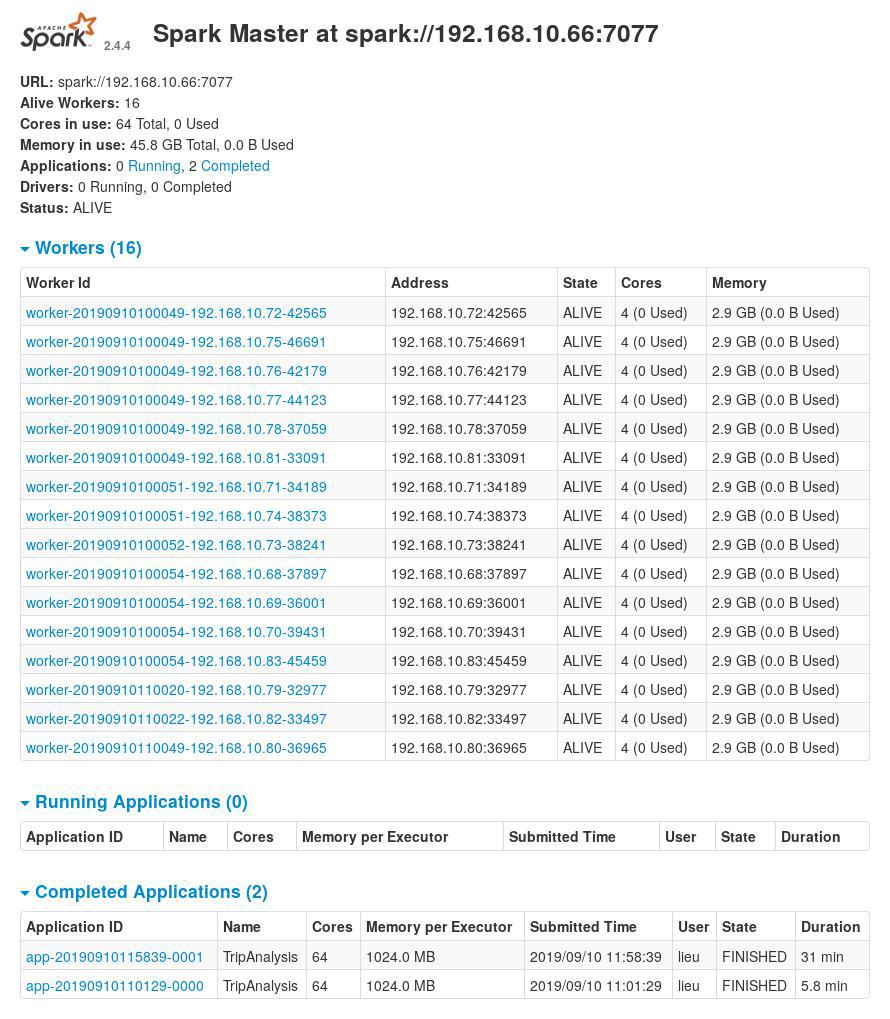 APACHE
Spark 2.4.4 Spark Master at spark://192.168.10.66:7077
URL: spark://192.168.10.66:7077
Alive Workers: 16
Cores in use: 64 Total, 0 Used
Memory in use: 45.8 GB Total, 0.0 B Used
Applications: 0 Running, 2 Completed
Drivers: 0 Running, 0 Completed
Status: ALIVE
Workers (16)
Worker Id Address State Cores Memory
worker-20190910100049-192.168.10.72-42565 192.168.10.72:42565 ALIVE 4 (0 Used) 2.9 GB (0.0 B Used)
worker-20190910100049-192.168.10.75-46691 192.168.10.75:46691 ALIVE 4 (0 Used) 2.9 GB (0.0 B Used)
worker-20190910100049-192.168.10.76-42179 192.168.10.76:42179 ALIVE 4 (0 Used) 2.9 GB (0.0 B Used)
worker-20190910100049-192.168.10.77-44123 192.168.10.77:44123 ALIVE 4 (0 Used) 2.9 GB (0.0 B Used)
worker-20190910100049-192.168.10.78-37059 192.168.10.78:37059 ALIVE 4 (0 Used) 2.9 GB (0.0 B Used)
worker-20190910100049-192.168.10.81-33091 192.168.10.81:33091 ALIVE 4 (0 Used) 2.9 GB (0.0 B Used)
worker-20190910100051-192.168.10.71-34189 192.168.10.71:34189 ALIVE 4 (0 Used) 2.9 GB (0.0 B Used)
worker-20190910100051-192.168.10.74-38373 192.168.10.74:38373 ALIVE 4 (0 Used) 2.9 GB (0.0 B Used)
worker-20190910100052-192.168.10.73-38241 192.168.10.73:38241 ALIVE 4 (0 Used) 2.9 GB (0.0 B Used)
worker-20190910100054-192.168.10.68-37897 192.168.10.68:37897 ALIVE 4 (0 Used) 2.9 GB (0.0 B Used)
worker-20190910100054-192.168.10.69-36001 192.168.10.69:36001 ALIVE 4 (0 Used) 2.9 GB (0.0 B Used)
worker-20190910100054-192.168.10.70-39431 192.168.10.70:39431 ALIVE 4 (0 Used) 2.9 GB (0.0 B Used)
worker-20190910100054-192.168.10.83-45459 192.168.10.83:45459 ALIVE 4 (0 Used) 2.9 GB (0.0 B Used)
worker-20190910110020-192.168.10.79-32977 192.168.10.79:32977 ALIVE 4 (0 Used) 2.9 GB (0.0 B Used)
worker-20190910110022-192.168.10.82-33497 192.168.10.82:33497 ALIVE 4 (0 Used) 2.9 GB (0.0 B Used)
worker-20190910110049-192.168.10.80-36965 192.168.10.80:36965 ALIVE 4 (0 Used) 2.9 GB (0.0 B Used)
Running Applications (0)
Application ID Name Cores Memory per Executor Submitted Time User State Duration
Completed Applications (2)
Application ID Name Cores Memory per Executor Submitted Time User State Duration
app-20190910115839-0001 TripAnalysis 64 1024.0 MB 2019/09/10 11:58:39 lieu FINISHED 31 min
app-20190910110129-0000 TripAnalysis 64 1024.0 MB 2019/09/10 11:01:29 lieu FINISHED 5.8 min